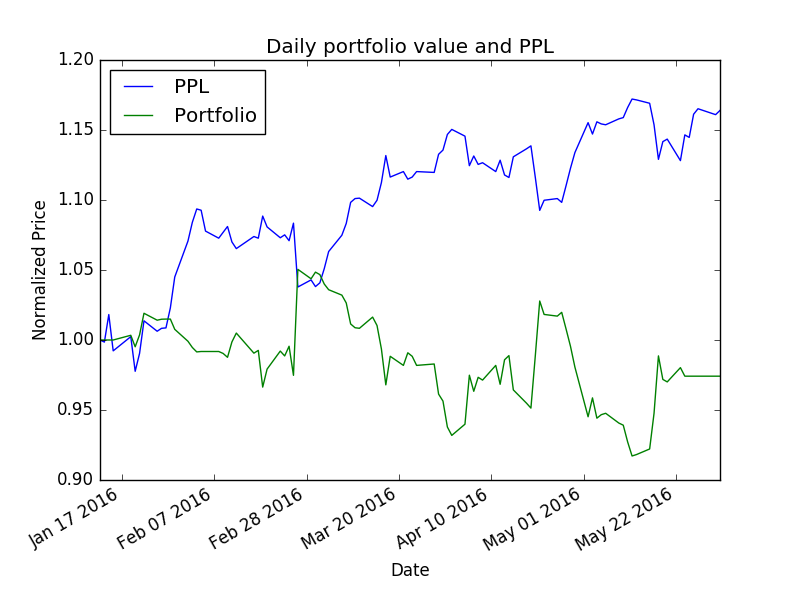 Daily portfolio value and PPL
1.20
1.15
1.10
1.05
1.00
0.95
0.90
Normalized Price
PPL
Portfolio
Jan 17 2016
Feb 07 2016
Feb 28 2016
Mar 20 2016
Apr 10 2016
May 01 2016
May 22 2016
Date